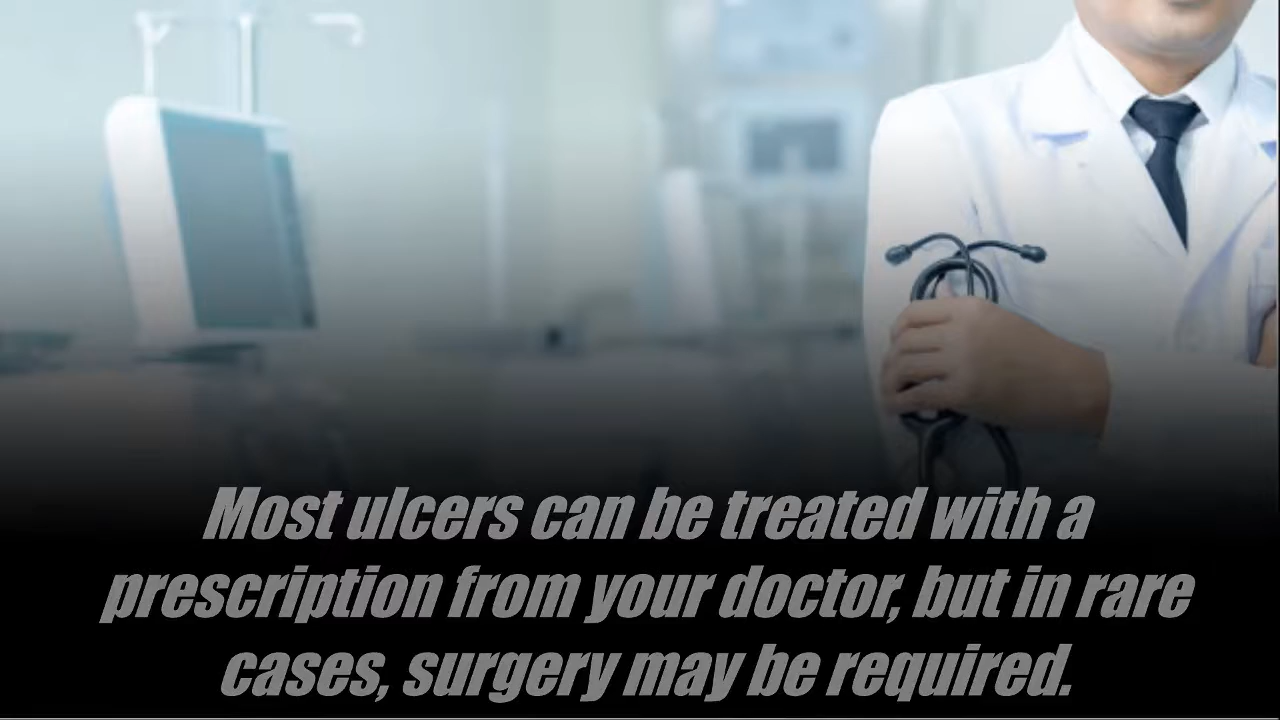 Most ulcers can be treated with a
prescription from your doctor, but in rare
cases, surgery may be required.